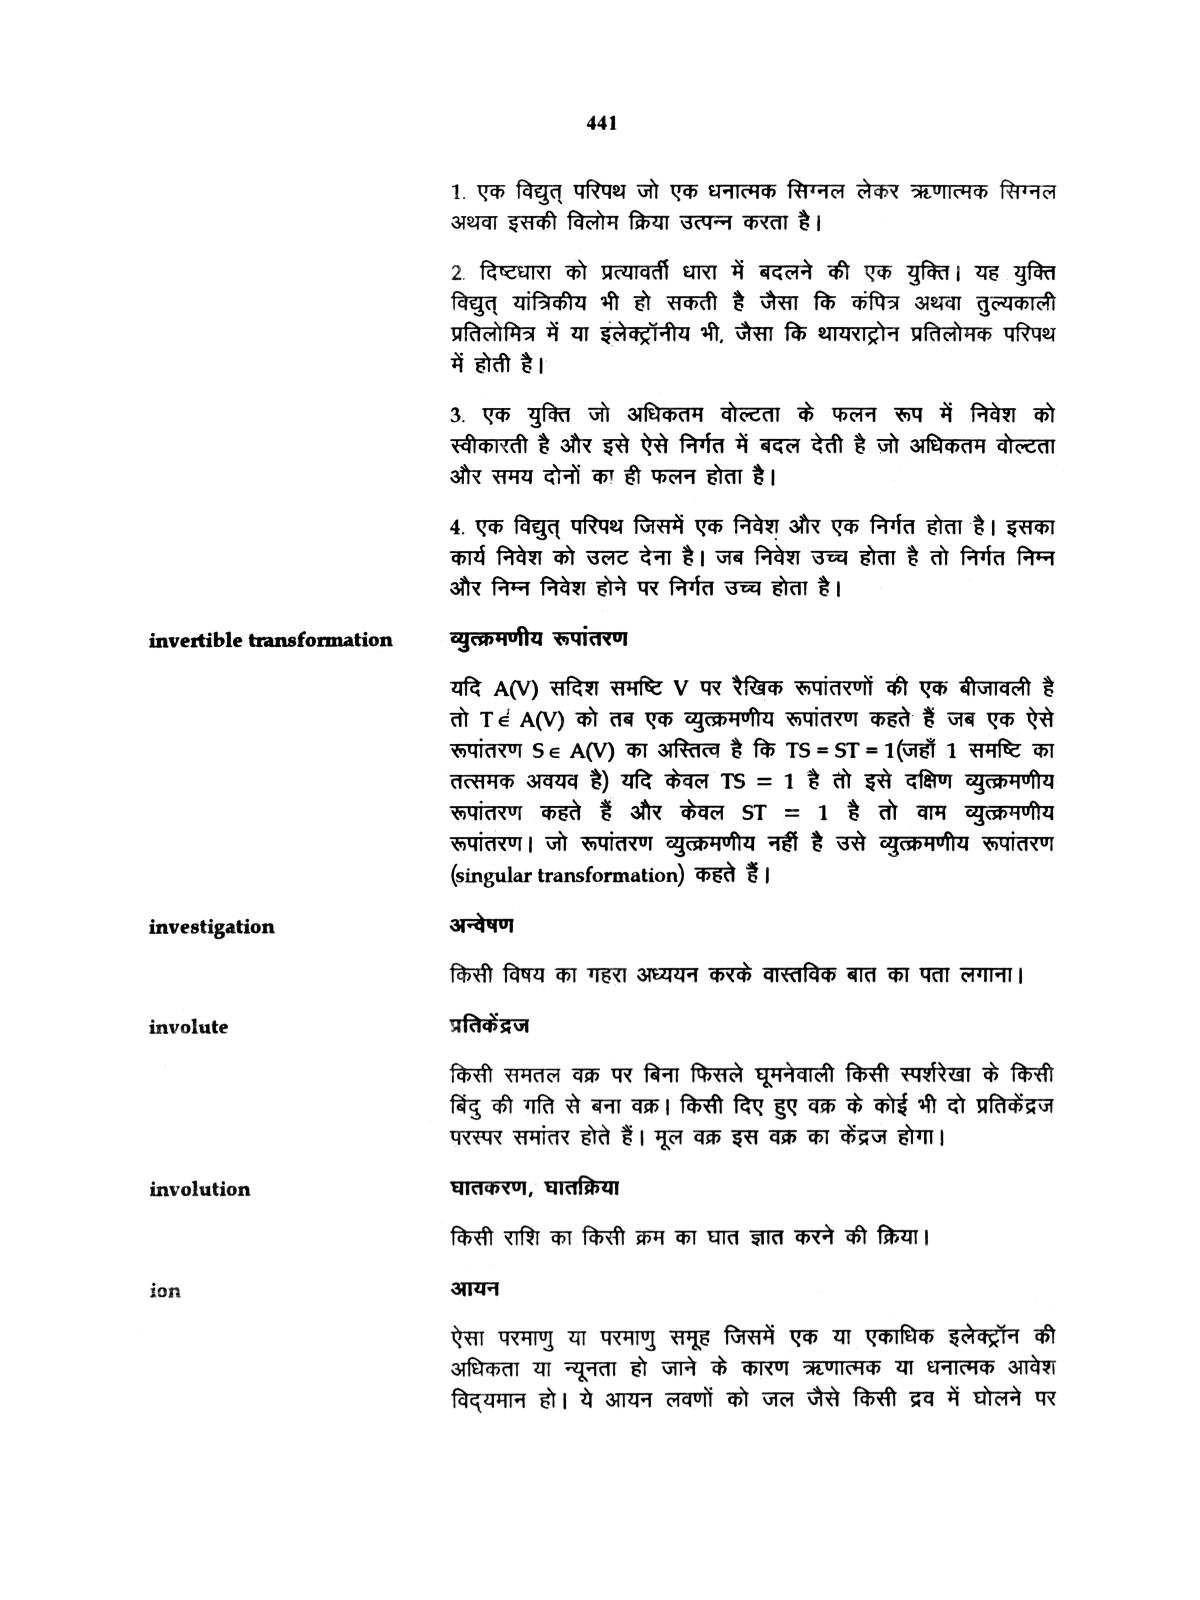 441
1. एक विद्युत् परिपथ जो एक धनात्मक सिग्नल लेकर ऋणात्मक सिग्नल
अथवा इसकी विलोम क्रिया उत्पन्न करता है।
2. दिष्टधारा को प्रत्यावर्ती धारा में बदलने की एक युक्ति। यह युक्ति
विद्युत् यांत्रिकीय भी हो सकती है जैसा कि कंपित्र अथवा तुल्यकाली
प्रतिलोमित्र में या इलेक्ट्रॉनीय भी, जैसा कि थायराट्रोन प्रतिलोमक परिपथ
में होती है।
3. एक युक्ति जो अधिकतम वोल्टता के फलन रूप में निवेश को
स्वीकारती है और इसे ऐसे निर्गत में बदल देती है जो अधिकतम वोल्टता
और समय दोनों का ही फलन होता है।
4. एक विद्युत् परिपथ जिसमें एक निवेश और एक निर्गत होता है। इसका
कार्य निवेश को उलट देना है। जब निवेश उच्च होता है तो निर्गत निम्न
और निम्न निवेश होने पर निर्गत उच्च होता है।
invertible transformation व्युत्क्रमणीय रूपांतरण
यदि A(V) सदिश समष्टि V पर रैखिक रूपांतरणों की एक बीजावली है
तो T∈ A(V) को तब एक व्युत्क्रमणीय रूपांतरण कहते हैं जब एक ऐसे
रूपांतरण S∈ A(V) का अस्तित्व है कि TS = ST = 1(जहाँ 1 समष्टि का
तत्समक अवयव है) यदि केवल TS = 1 है तो इसे दक्षिण व्युत्क्रमणीय
रूपांतरण कहते हैं और केवल ST = 1 है तो वाम व्युत्क्रमणीय
रूपांतरण। जो रूपांतरण व्युत्क्रमणीय नहीं है उसे व्युत्क्रमणीय रूपांतरण
(singular transformation) कहते हैं।
investigation अन्वेषण
किसी विषय का गहरा अध्ययन करके वास्तविक बात का पता लगाना।
involute प्रतिकेंद्रज
किसी समतल वक्र पर बिना फिसले घूमनेवाली किसी स्पर्शरेखा के किसी
बिंदु की गति से बना वक्र। किसी दिए हुए वक्र के कोई भी दो प्रतिकेंद्रज
परस्पर समांतर होते हैं। मूल वक्र इस वक्र का केंद्रज होगा।
involution घातकरण, घातक्रिया
किसी राशि का किसी क्रम का घात ज्ञात करने की क्रिया।
ion आयन
ऐसा परमाणु या परमाणु समूह जिसमें एक या एकाधिक इलेक्ट्रॉन की
अधिकता या न्यूनता हो जाने के कारण ऋणात्मक या धनात्मक आवेश
विद्यमान हो। ये आयन लवणों को जल जैसे किसी द्रव में घोलने पर